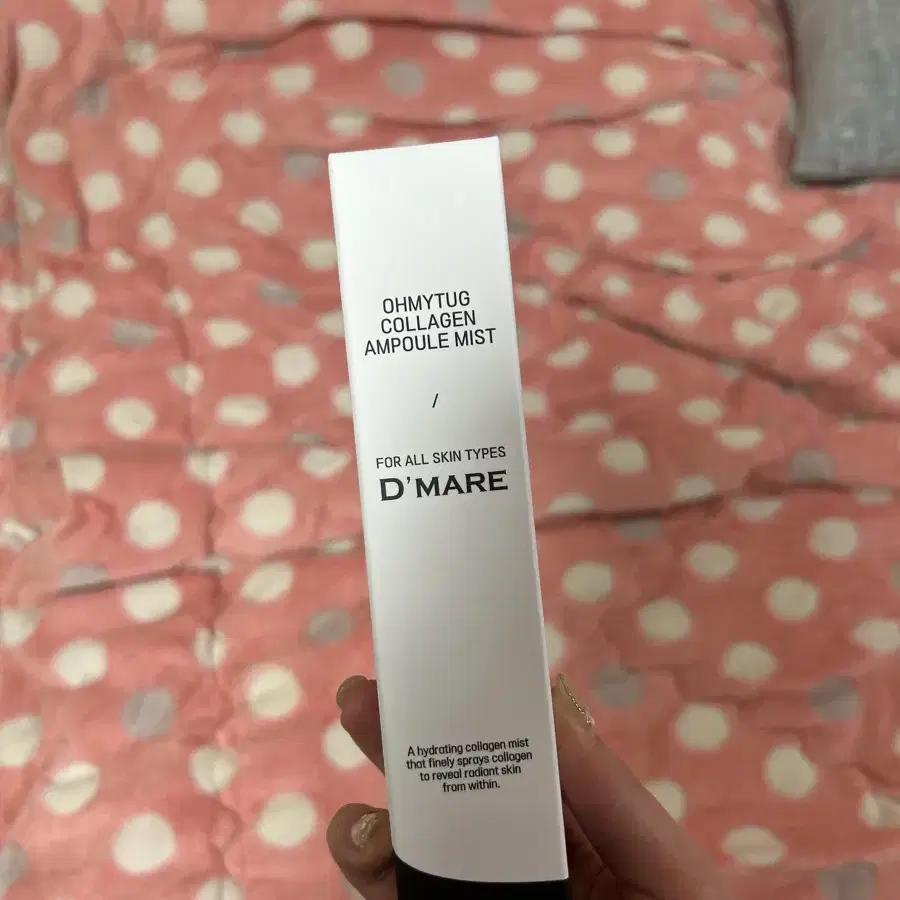 OHMYTUG
COLLAGEN
AMPOULE MIST
/
FOR ALL SKIN TYPES
D'MARE
A hydrating collagen mist
that finely sprays collagen
to reveal radiant skin
from within.